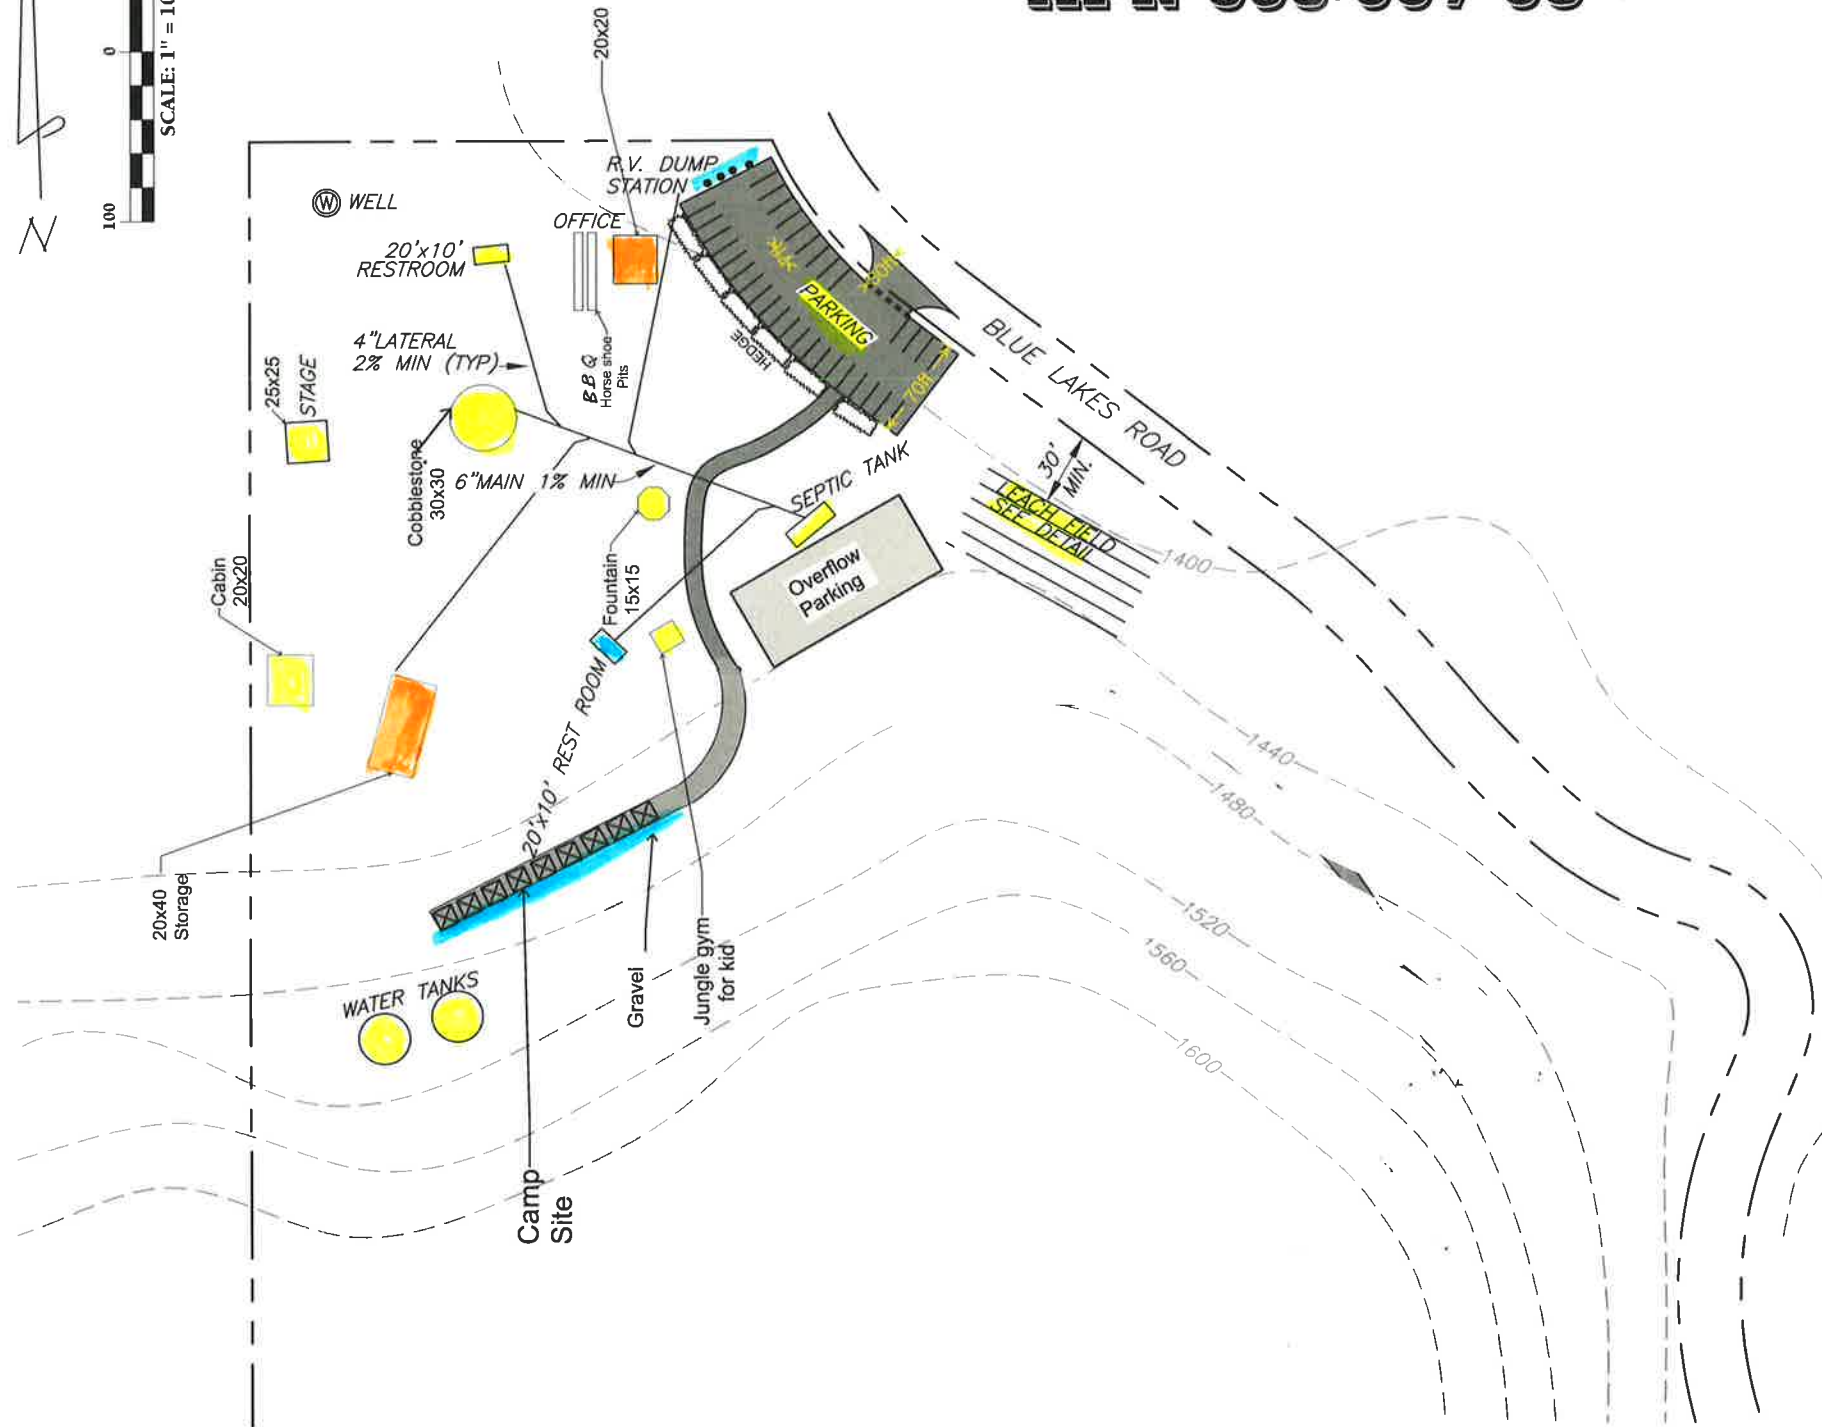 N
0
100
SCALE: 1" = 10
20x20
R.V. DUMP
STATION
W WELL
OFFICE
20'x10'
RESTROOM
4"LATERAL
2% MIN (TYP)
25x25
STAGE
B B Q
Horse shoe
Pits
HEDGE
PARKING
>30ft<
70ft
BLUE LAKES ROAD
Cobblestone
30x30
6"MAIN 1% MIN
SEPTIC TANK
30'
MIN.
LEACH FIELD
SEE DETAIL
Cabin
20x20
Fountain
15x15
Overflow
Parking
20'x10' REST ROOM
20x40
Storage
WATER TANKS
Gravel
Jungle gym
for kid
Camp
Site
1400
1440
1480
1520
1560
1600